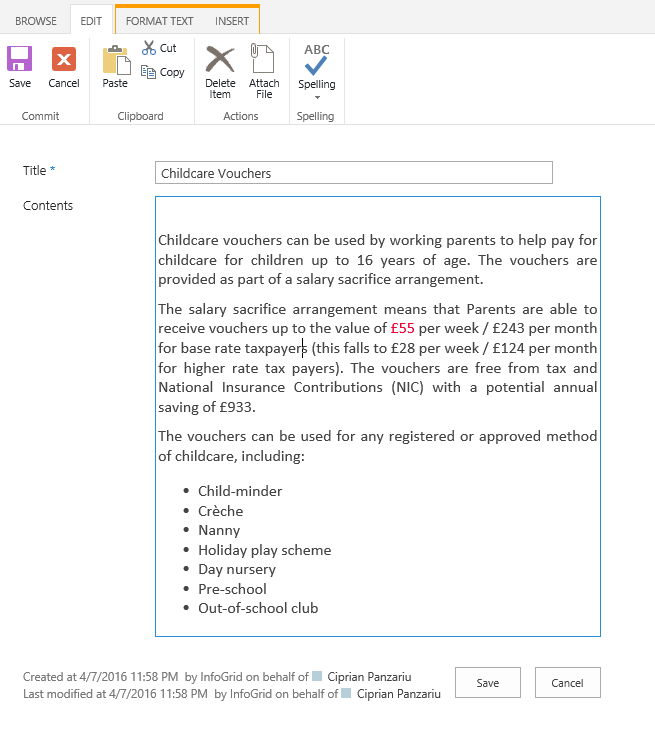 BROWSE EDIT FORMAT TEXT INSERT
Save Cancel Paste Cut Copy Delete Item Attach File ABC Spelling
Commit Clipboard Actions Spelling
Title * Childcare Vouchers
Contents
Childcare vouchers can be used by working parents to help pay for
childcare for children up to 16 years of age. The vouchers are
provided as part of a salary sacrifice arrangement.
The salary sacrifice arrangement means that Parents are able to
receive vouchers up to the value of £55 per week / £243 per month
for base rate taxpayers (this falls to £28 per week / £124 per month
for higher rate tax payers). The vouchers are free from tax and
National Insurance Contributions (NIC) with a potential annual
saving of £933.
The vouchers can be used for any registered or approved method
of childcare, including:
• Child-minder
• Crèche
• Nanny
• Holiday play scheme
• Day nursery
• Pre-school
• Out-of-school club
Created at 4/7/2016 11:58 PM by InfoGrid on behalf of Ciprian Panzariu
Last modified at 4/7/2016 11:58 PM by InfoGrid on behalf of Ciprian Panzariu
Save Cancel